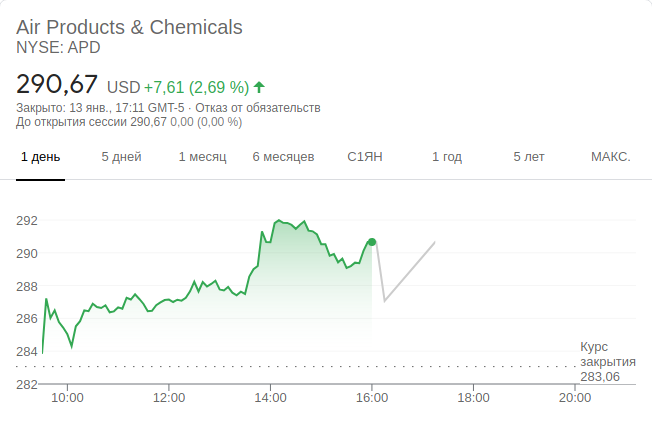 Air Products & Chemicals
NYSE: APD
290,67 USD +7,61 (2,69 %)
Закрыто: 13 янв., 17:11 GMT-5 · Отказ от обязательств
До открытия сессии 290,67 0,00 (0,00 %)
1 день 5 дней 1 месяц 6 месяцев С1ЯН 1 год 5 лет МАКС.
292
290
288
286
284
282
Курс
закрытия
283,06
10:00 12:00 14:00 16:00 18:00 20:00